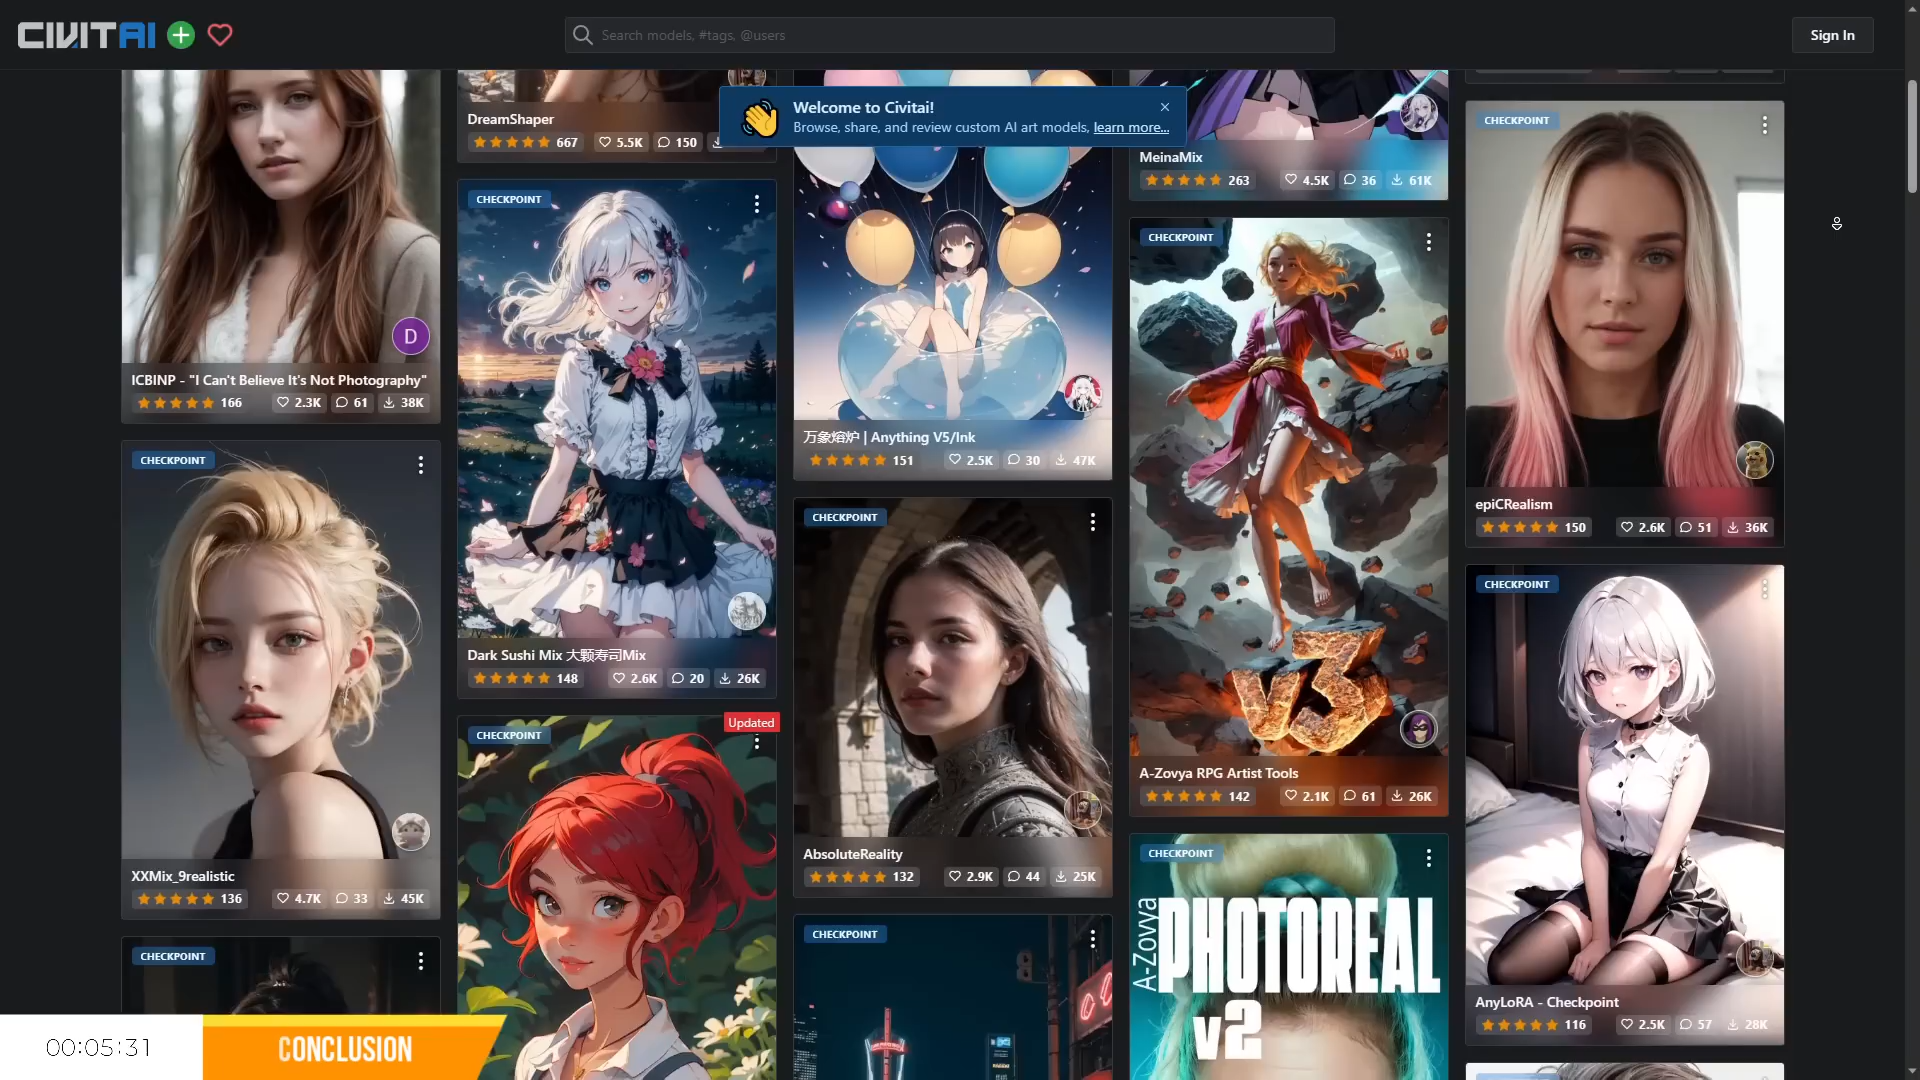 CIVITAI
Search models, #tags, @users
Sign In
Welcome to Civitai!
Browse, share, and review custom AI art models, learn more...
D
ICBINP - "I Can't Believe It's Not Photography"
166 2.3K 61 38K
CHECKPOINT
XXMix_9realistic
136 4.7K 33 45K
CHECKPOINT
DreamShaper
667 5.5K 150
CHECKPOINT
Dark Sushi Mix 大颗寿司Mix
148 2.6K 20 26K
Updated
CHECKPOINT
万象熔炉 | Anything V5/Ink
151 2.5K 30 47K
CHECKPOINT
AbsoluteReality
132 2.9K 44 25K
CHECKPOINT
MeinaMix
263 4.5K 36 61K
CHECKPOINT
V3
A-Zovya RPG Artist Tools
142 2.1K 61 26K
CHECKPOINT
A-Zovya
PHOTOREAL
v2
CHECKPOINT
epiCRealism
150 2.6K 51 36K
CHECKPOINT
AnyLoRA - Checkpoint
116 2.5K 57 28K
00:05:31
CONCLUSION